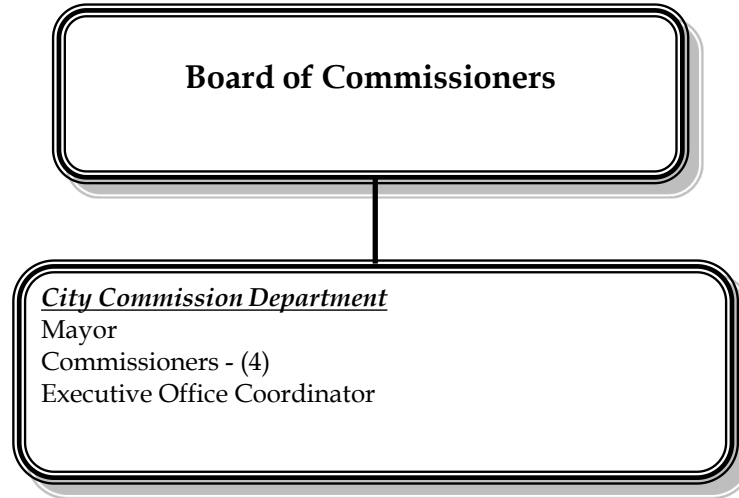 Board of Commissioners
City Commission Department
Mayor
Commissioners - (4)
Executive Office Coordinator